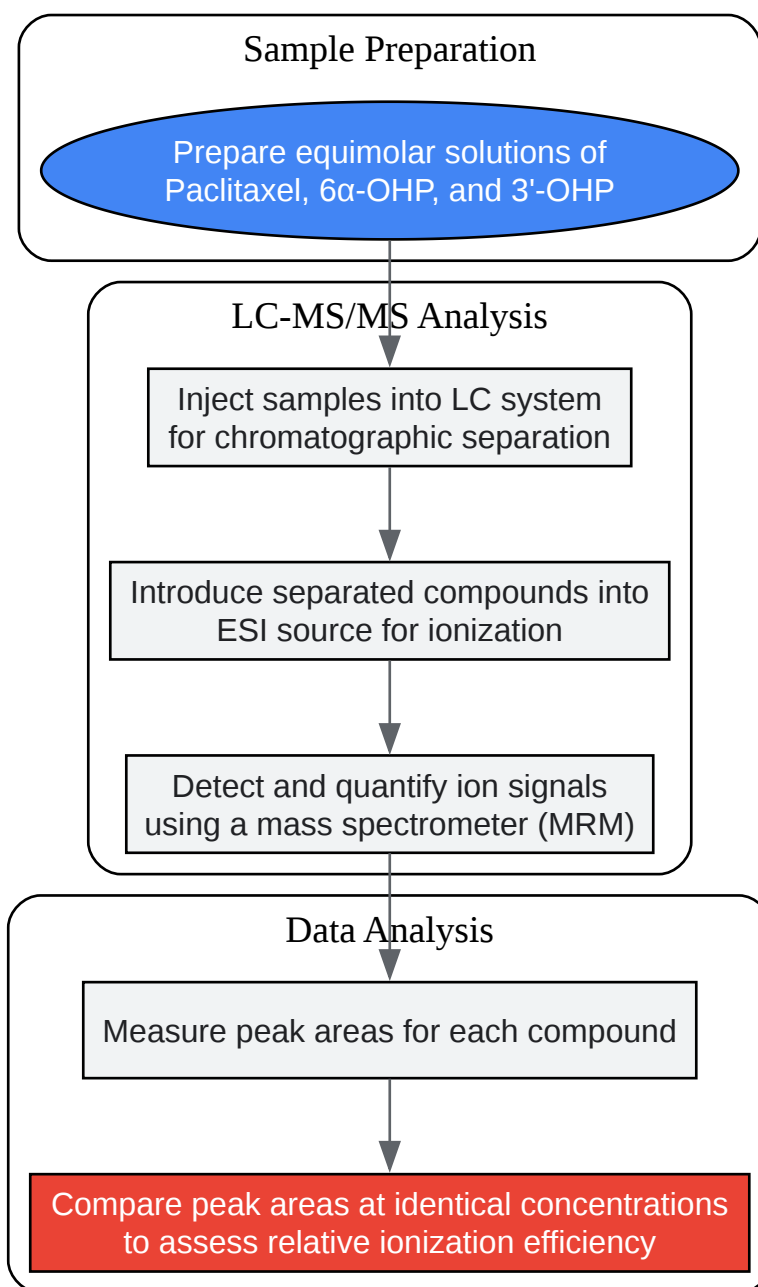 Sample Preparation
Prepare equimolar solutions of
Paclitaxel, 6α-OHP, and 3'-OHP
LC-MS/MS Analysis
Inject samples into LC system
for chromatographic separation
Introduce separated compounds into
ESI source for ionization
Detect and quantify ion signals
using a mass spectrometer (MRM)
Data Analysis
Measure peak areas for each compound
Compare peak areas at identical concentrations
to assess relative ionization efficiency